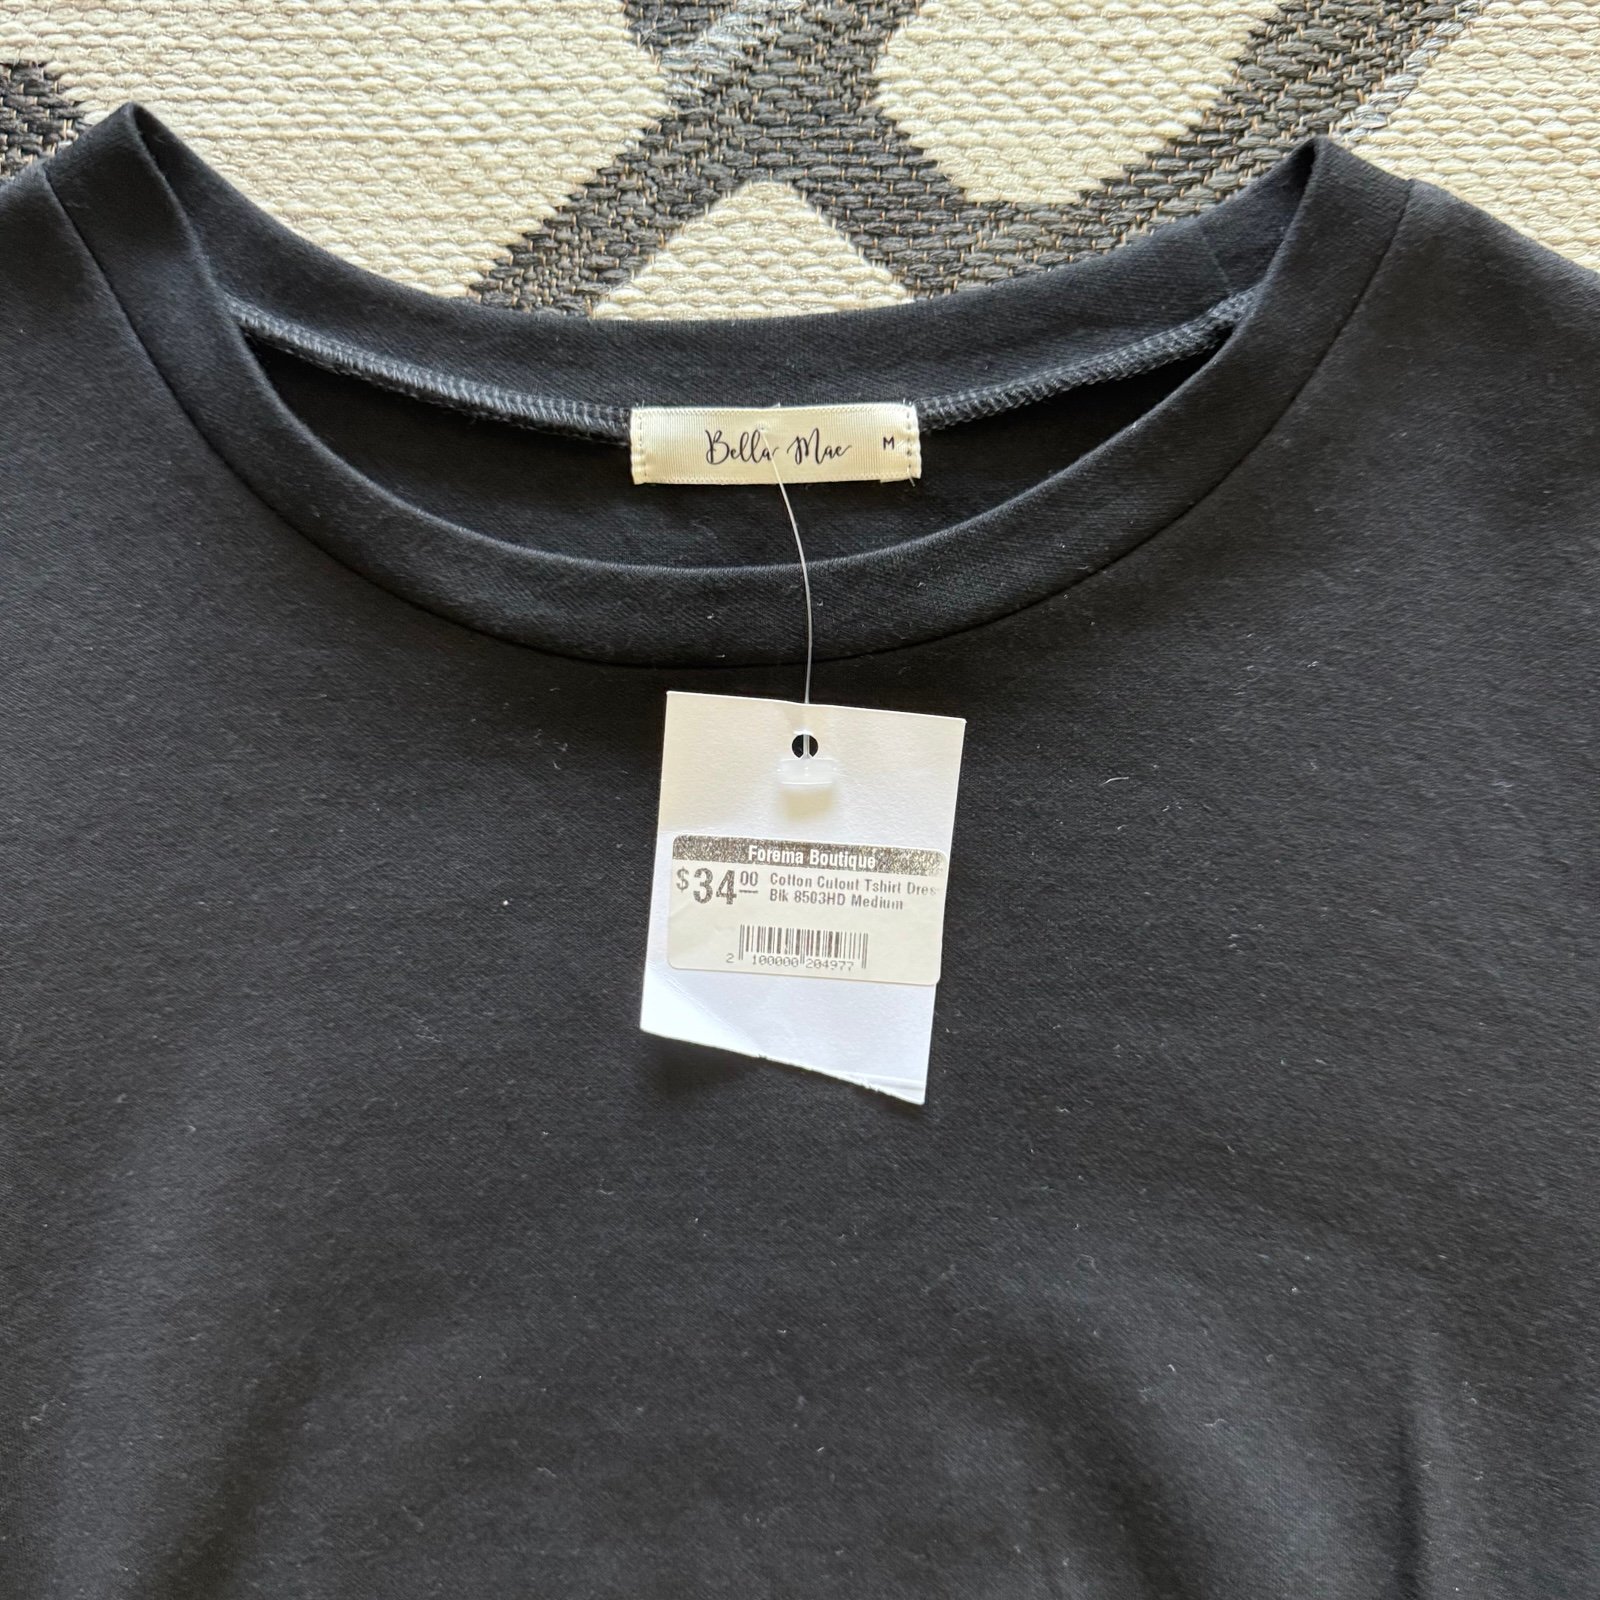 Bella Mae M
Forema Boutique
$34.00 Cotton Cutout Tshirt Dres
Blk 8503HD Medium
2 100000 204977